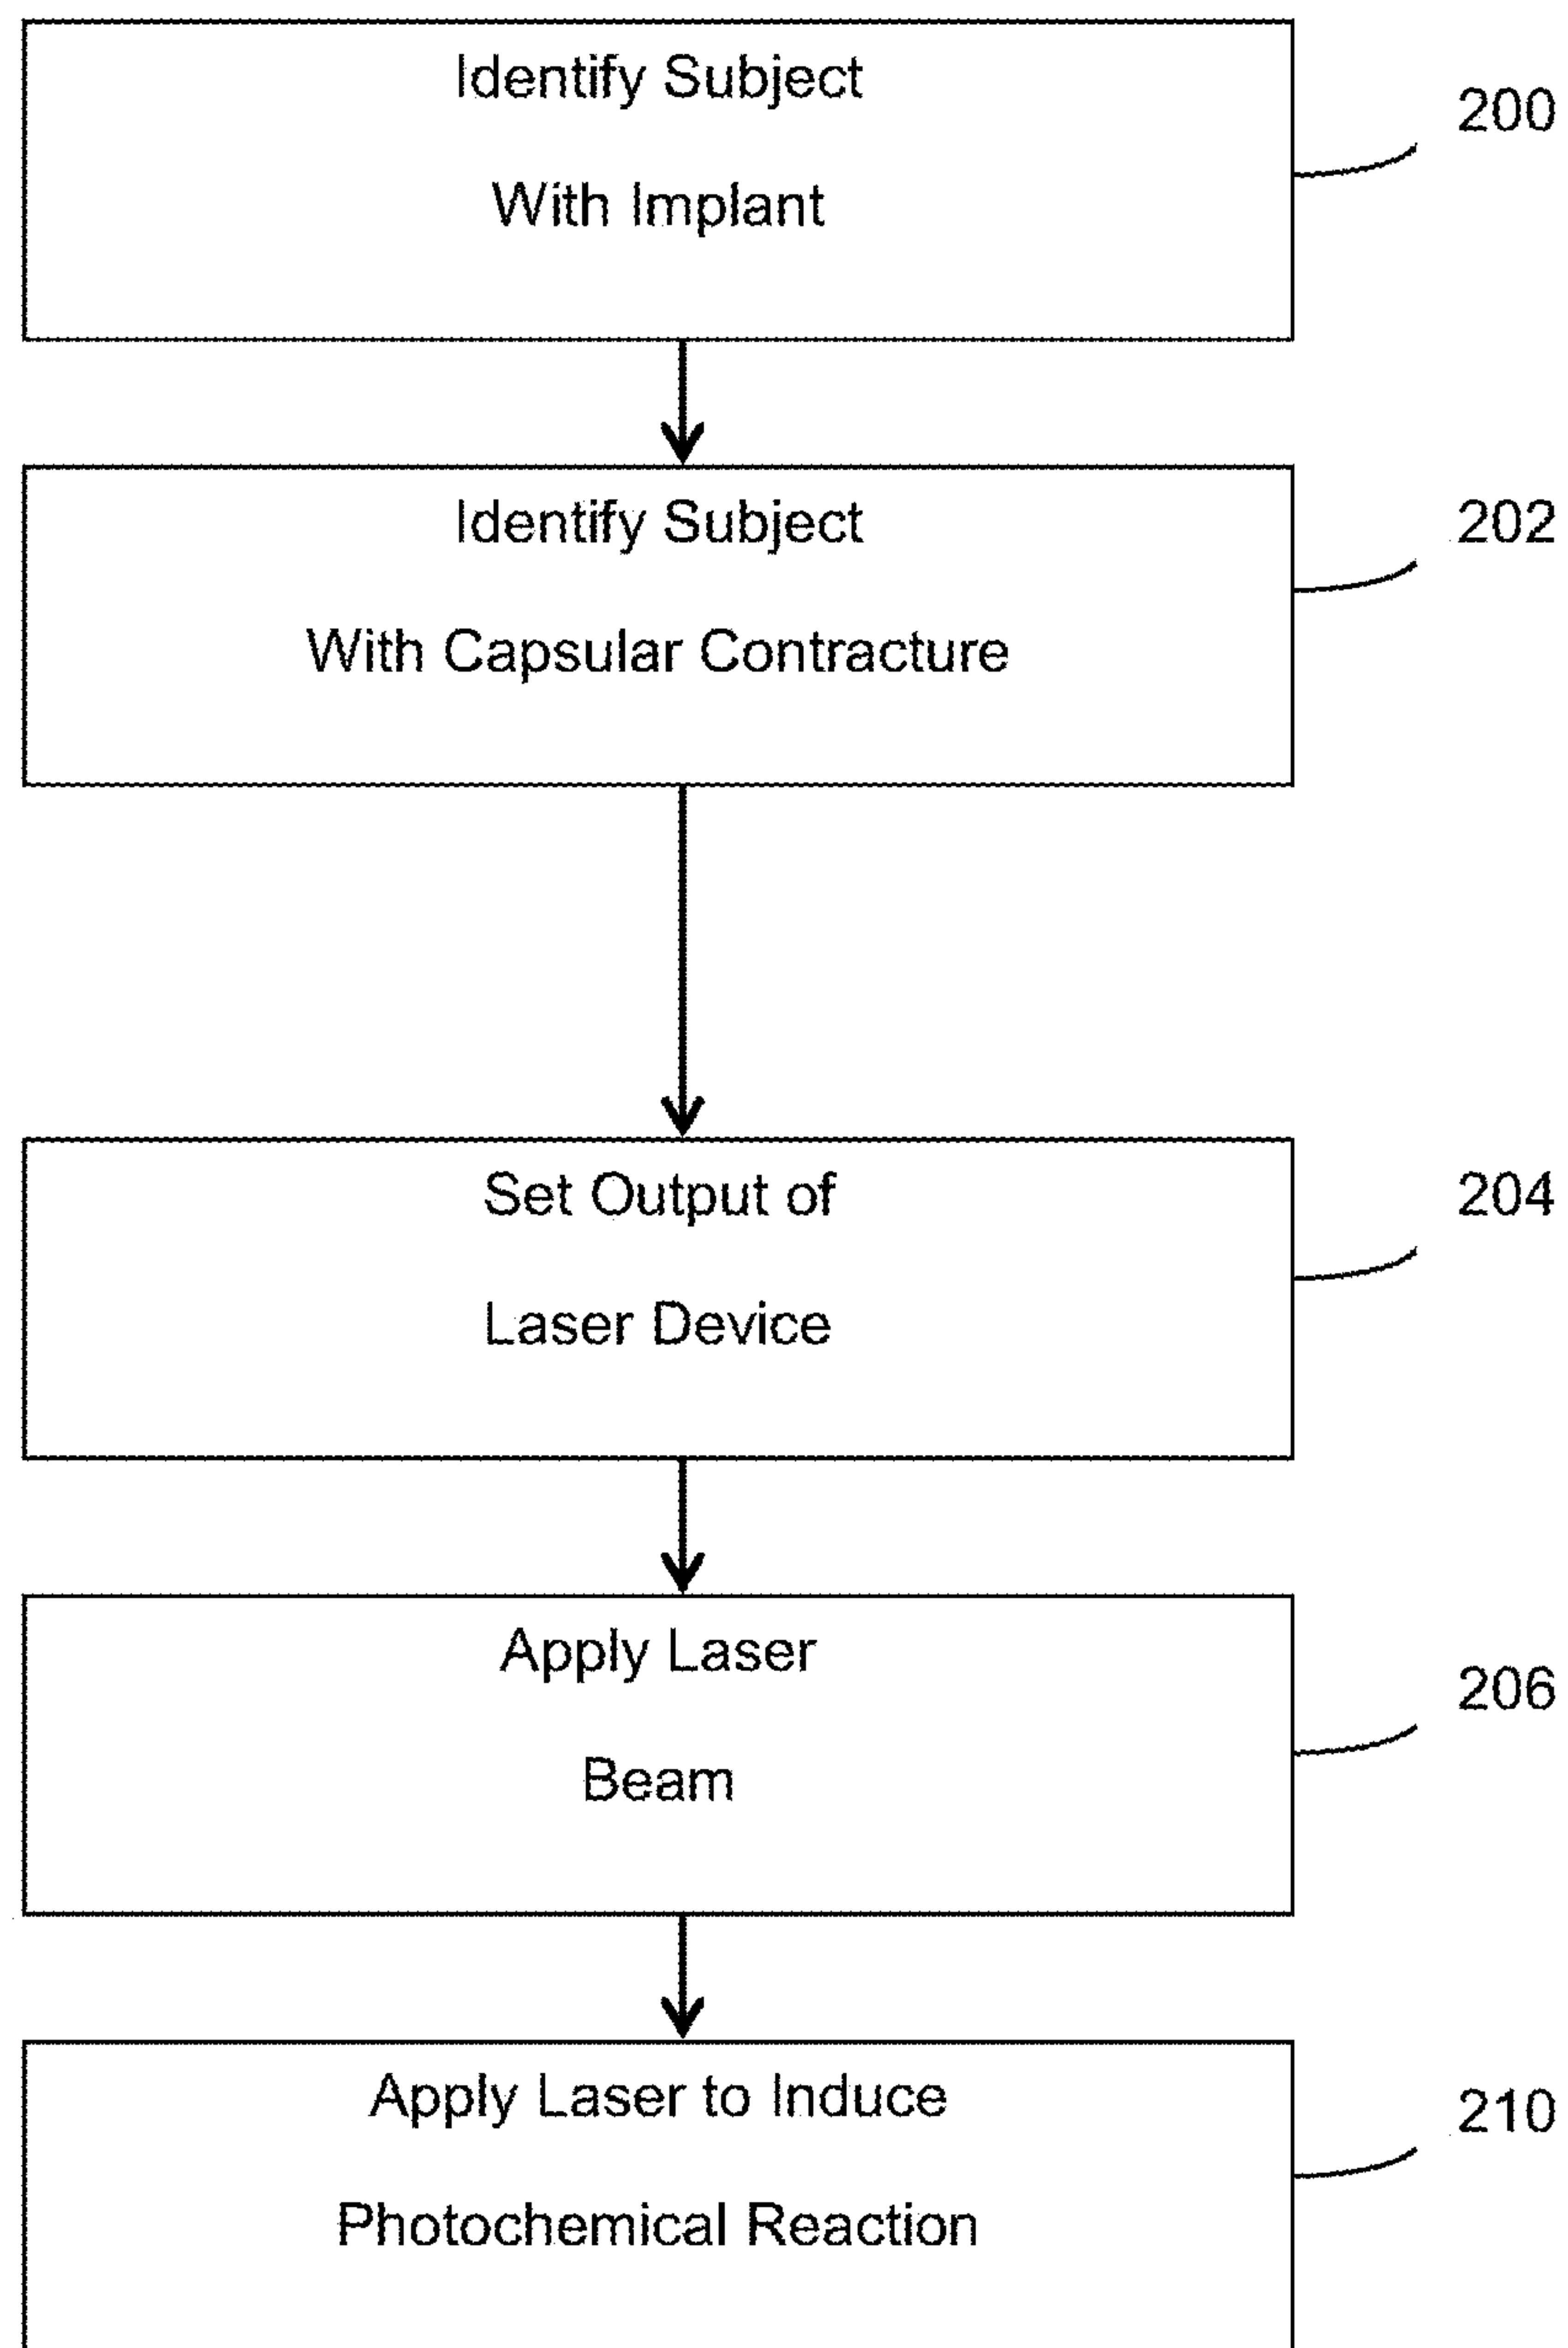 Identify Subject
With Implant
200
Identify Subject
With Capsular Contracture
202
Set Output of
Laser Device
204
Apply Laser
Beam
206
Apply Laser to Induce
Photochemical Reaction
210